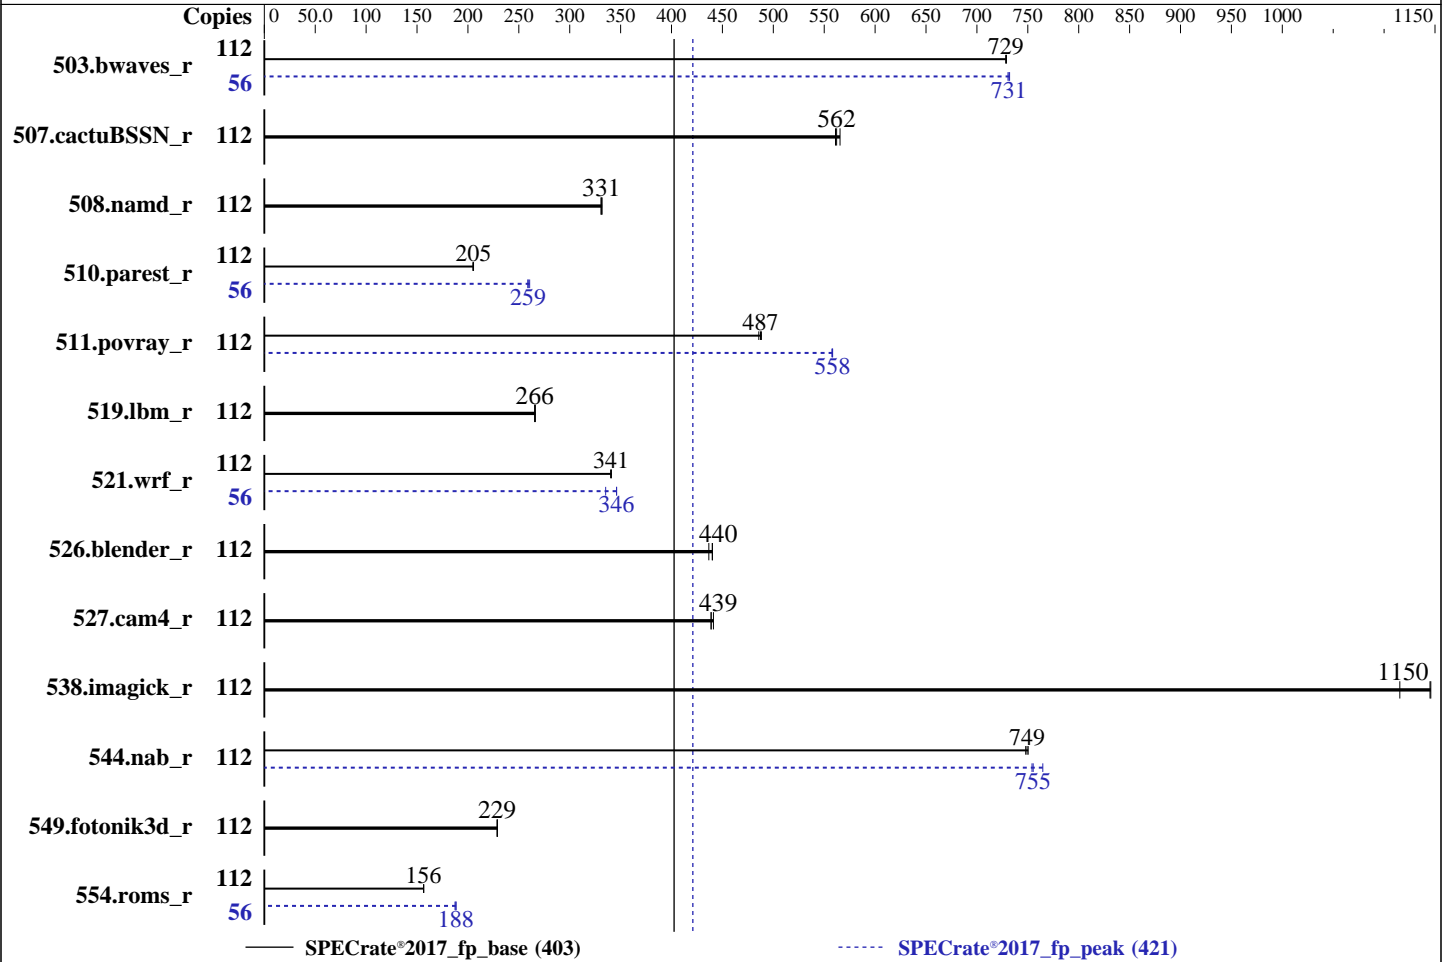 Copies 0 50.0 100 150 200 250 300 350 400 450 500 550 600 650 700 750 800 850 900 950 1000 1150
503.bwaves_r 112 729
56 731
507.cactuBSSN_r 112 562
508.namd_r 112 331
510.parest_r 112 205
56 259
511.povray_r 112 487
558
519.lbm_r 112 266
521.wrf_r 112 341
56 346
526.blender_r 112 440
527.cam4_r 112 439
538.imagick_r 112 1150
544.nab_r 112 749
755
549.fotonik3d_r 112 229
554.roms_r 112 156
56 188
SPECrate®2017_fp_base (403) SPECrate®2017_fp_peak (421)